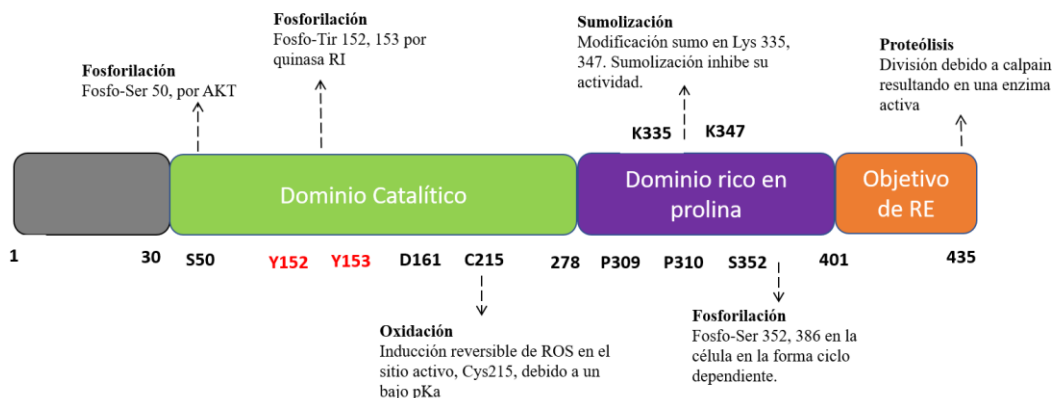 Fosforilación
Fosfo-Ser 50, por AKT
Fosforilación
Fosfo-Tir 152, 153 por
quinasa RI
Sumolización
Modificación sumo en Lys 335,
347. Sumolización inhibe su
actividad.
Proteólisis
División debido a calpain
resultando en una enzima
activa
K335 K347
Dominio Catalítico
Dominio rico en
prolina
Objetivo
de RE
1 30 S50 Y152 Y153 D161 C215 278 P309 P310 S352 401 435
Oxidación
Inducción reversible de ROS en el
sitio activo, Cys215, debido a un
bajo pKa
Fosforilación
Fosfo-Ser 352, 386 en la
célula en la forma ciclo
dependiente.